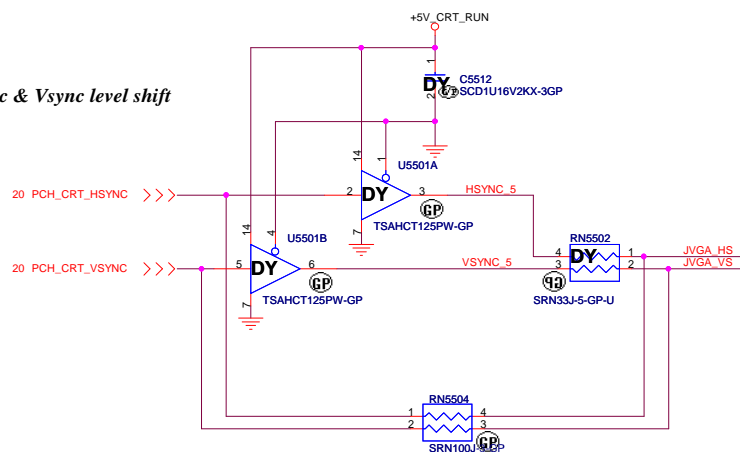 +5V_CRT_RUN
c & Vsync level shift
1
C5512
DY
2
SCD1U16V2KX-3GP
14
1
U5501A
20 PCH_CRT_HSYNC
2
DY
3
HSYNC_5
GP
7
TSAHCT125PW-GP
14
4
U5501B
RN5502
20 PCH_CRT_VSYNC
5
DY
6
VSYNC_5
GP
7
TSAHCT125PW-GP
4
DY
1
JVGA_HS
3
2
JVGA_VS
GP
SRN33J-5-GP-U
RN5504
1
4
2
3
GP